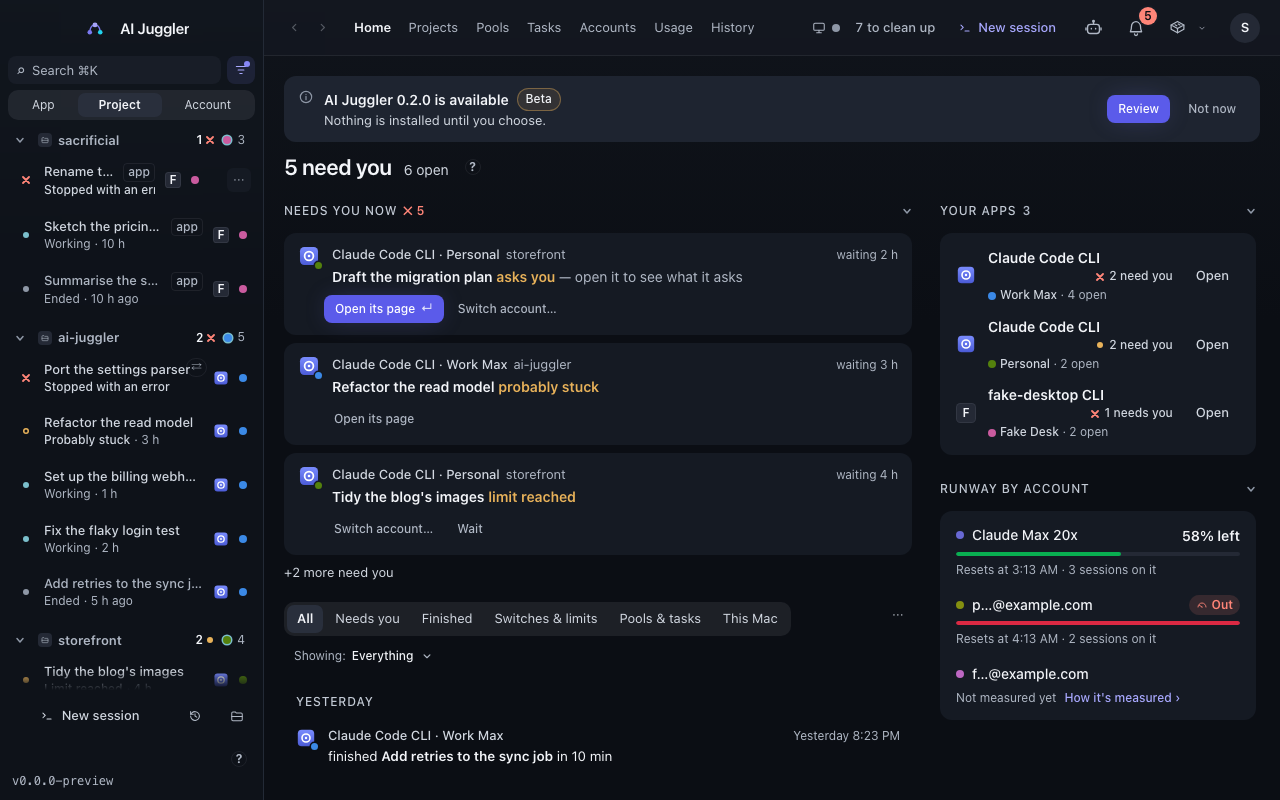 AI Juggler
Search ⌘K
App Project Account
sacrificial 1 3
Rename t... app F
Stopped with an err
Sketch the pricin... app F
Working · 10 h
Summarise the s... app F
Ended · 10 h ago
ai-juggler 2 5
Port the settings parser
Stopped with an error
Refactor the read model
Probably stuck · 3 h
Set up the billing webh...
Working · 1 h
Fix the flaky login test
Working · 2 h
Add retries to the sync j...
Ended · 5 h ago
storefront 2 4
Tidy the blog's images
New session
?
v0.0.0-preview
Home Projects Pools Tasks Accounts Usage History
7 to clean up
New session
5
S
AI Juggler 0.2.0 is available Beta
Nothing is installed until you choose.
Review Not now
5 need you 6 open ?
NEEDS YOU NOW 5
Claude Code CLI · Personal storefront waiting 2 h
Draft the migration plan asks you — open it to see what it asks
Open its page ↵ Switch account...
Claude Code CLI · Work Max ai-juggler waiting 3 h
Refactor the read model probably stuck
Open its page
Claude Code CLI · Personal storefront waiting 4 h
Tidy the blog's images limit reached
Switch account... Wait
+2 more need you
All Needs you Finished Switches & limits Pools & tasks This Mac ...
Showing: Everything
YESTERDAY
Claude Code CLI · Work Max Yesterday 8:23 PM
finished Add retries to the sync job in 10 min
YOUR APPS 3
Claude Code CLI
2 need you Open
Work Max · 4 open
Claude Code CLI
2 need you Open
Personal · 2 open
F fake-desktop CLI
1 needs you Open
Fake Desk · 2 open
RUNWAY BY ACCOUNT
Claude Max 20x 58% left
Resets at 3:13 AM · 3 sessions on it
p...@example.com Out
Resets at 4:13 AM · 2 sessions on it
f...@example.com
Not measured yet How it's measured ›